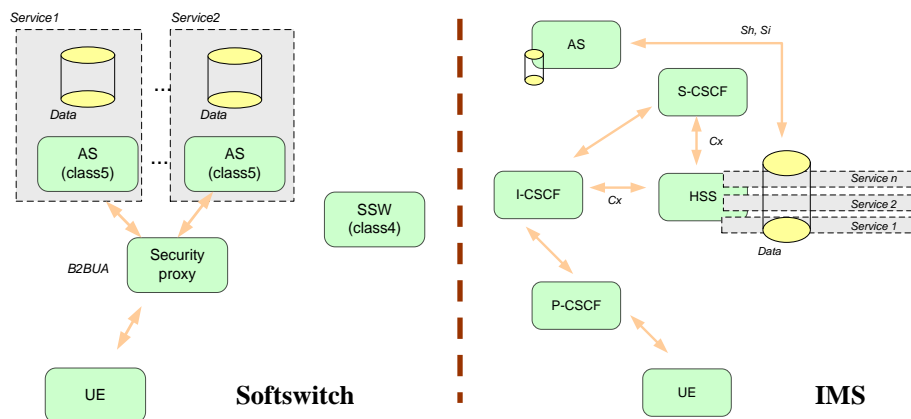 Service1
Service2
...
Data
Data
AS
(class5)
...
AS
(class5)
SSW
(class4)
B2BUA
Security
proxy
UE
Softswitch
AS
Sh, Si
S-CSCF
Cx
I-CSCF
Cx
HSS
Service n
Service 2
Service 1
Data
P-CSCF
UE
IMS